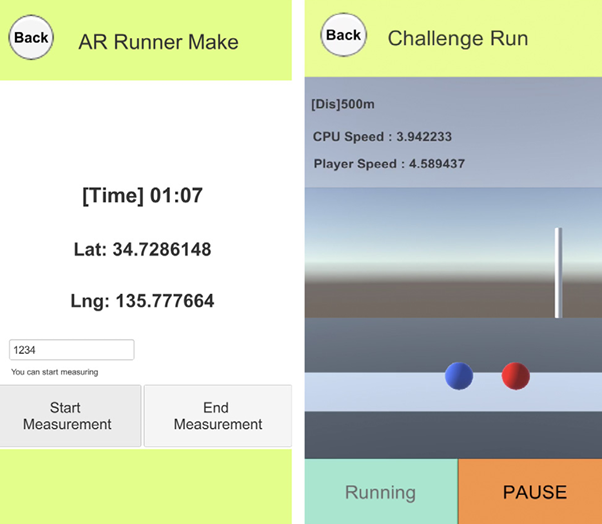 Back
AR Runner Make
[Time] 01:07
Lat: 34.7286148
Lng: 135.777664
1234
You can start measuring
Start
Measurement
End
Measurement
Back
Challenge Run
[Dis]500m
CPU Speed : 3.942233
Player Speed : 4.589437
Running
PAUSE